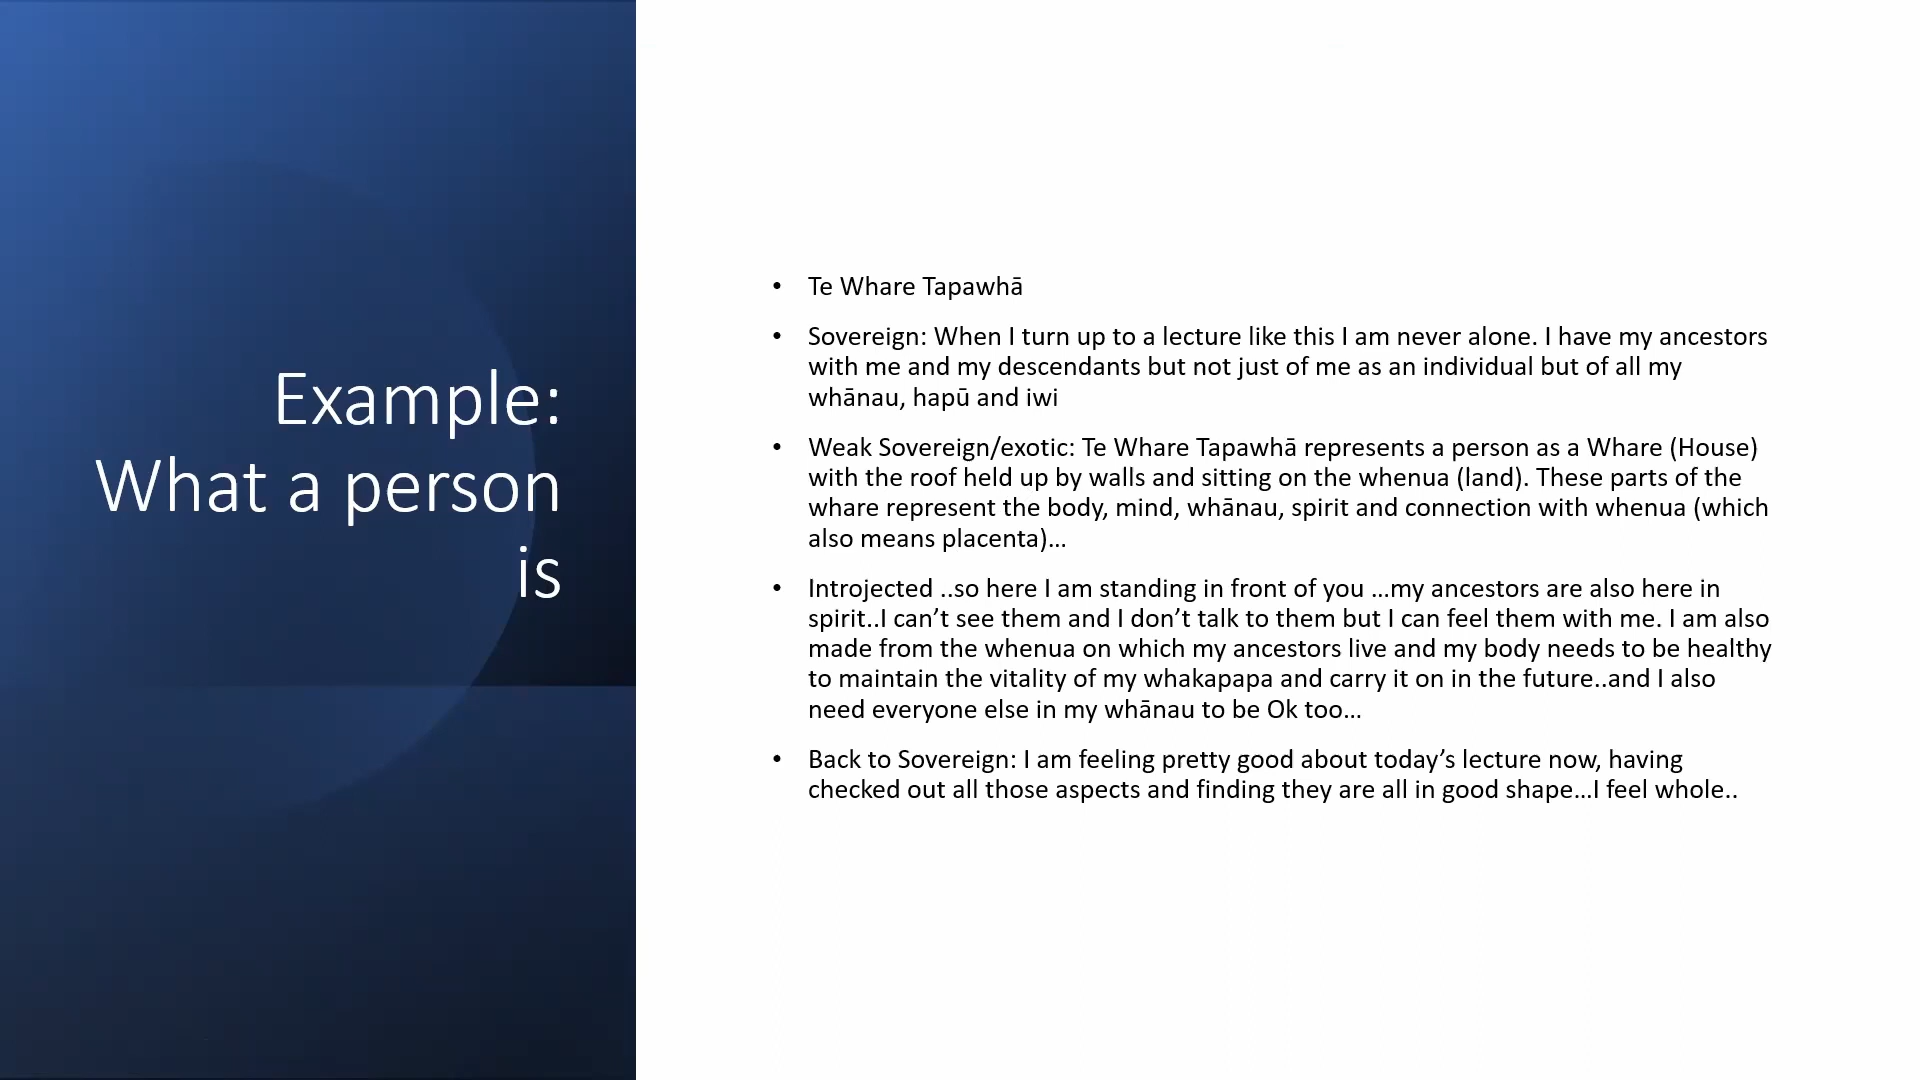 Example:
What a person
is
• Te Whare Tapawhā
• Sovereign: When I turn up to a lecture like this I am never alone. I have my ancestors
with me and my descendants but not just of me as an individual but of all my
whānau, hapū and iwi
• Weak Sovereign/exotic: Te Whare Tapawhā represents a person as a Whare (House)
with the roof held up by walls and sitting on the whenua (land). These parts of the
whare represent the body, mind, whānau, spirit and connection with whenua (which
also means placenta)…
• Introjected ..so here I am standing in front of you …my ancestors are also here in
spirit..I can’t see them and I don’t talk to them but I can feel them with me. I am also
made from the whenua on which my ancestors live and my body needs to be healthy
to maintain the vitality of my whakapapa and carry it on in the future..and I also
need everyone else in my whānau to be Ok too…
• Back to Sovereign: I am feeling pretty good about today’s lecture now, having
checked out all those aspects and finding they are all in good shape…I feel whole..